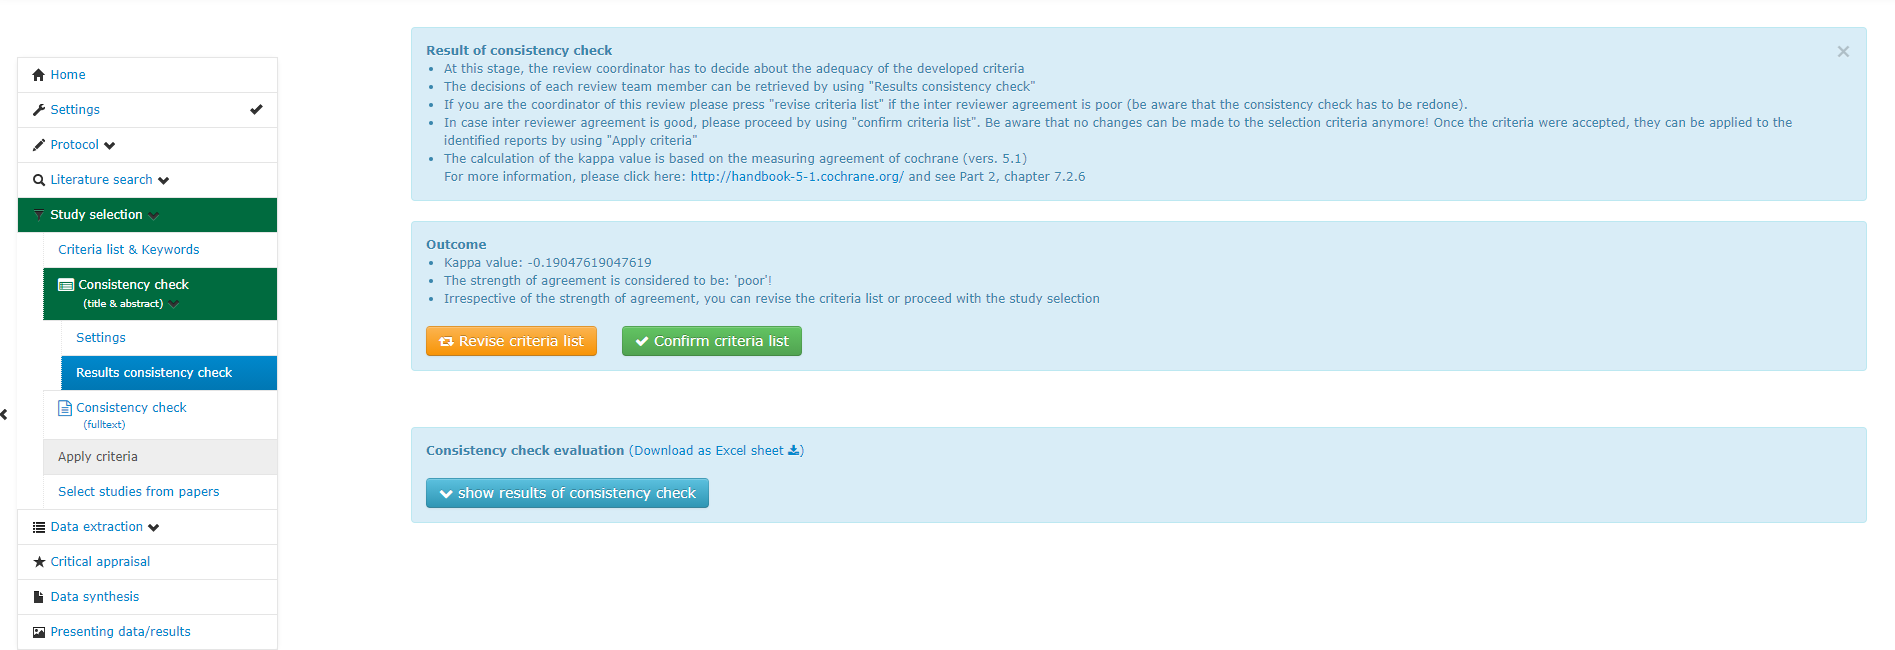 Home
Settings
Protocol
Literature search
Study selection
Criteria list & Keywords
Consistency check
(title & abstract)
Settings
Results consistency check
Consistency check
(fulltext)
Apply criteria
Select studies from papers
Data extraction
Critical appraisal
Data synthesis
Presenting data/results
Result of consistency check
At this stage, the review coordinator has to decide about the adequacy of the developed criteria
The decisions of each review team member can be retrieved by using "Results consistency check"
If you are the coordinator of this review please press "revise criteria list" if the inter reviewer agreement is poor (be aware that the consistency check has to be redone).
In case inter reviewer agreement is good, please proceed by using "confirm criteria list". Be aware that no changes can be made to the selection criteria anymore! Once the criteria were accepted, they can be applied to the
identified reports by using "Apply criteria"
The calculation of the kappa value is based on the measuring agreement of cochrane (vers. 5.1)
For more information, please click here: http://handbook-5-1.cochrane.org/ and see Part 2, chapter 7.2.6
Outcome
Kappa value: -0.19047619047619
The strength of agreement is considered to be: 'poor'!
Irrespective of the strength of agreement, you can revise the criteria list or proceed with the study selection
Revise criteria list
Confirm criteria list
Consistency check evaluation (Download as Excel sheet)
show results of consistency check